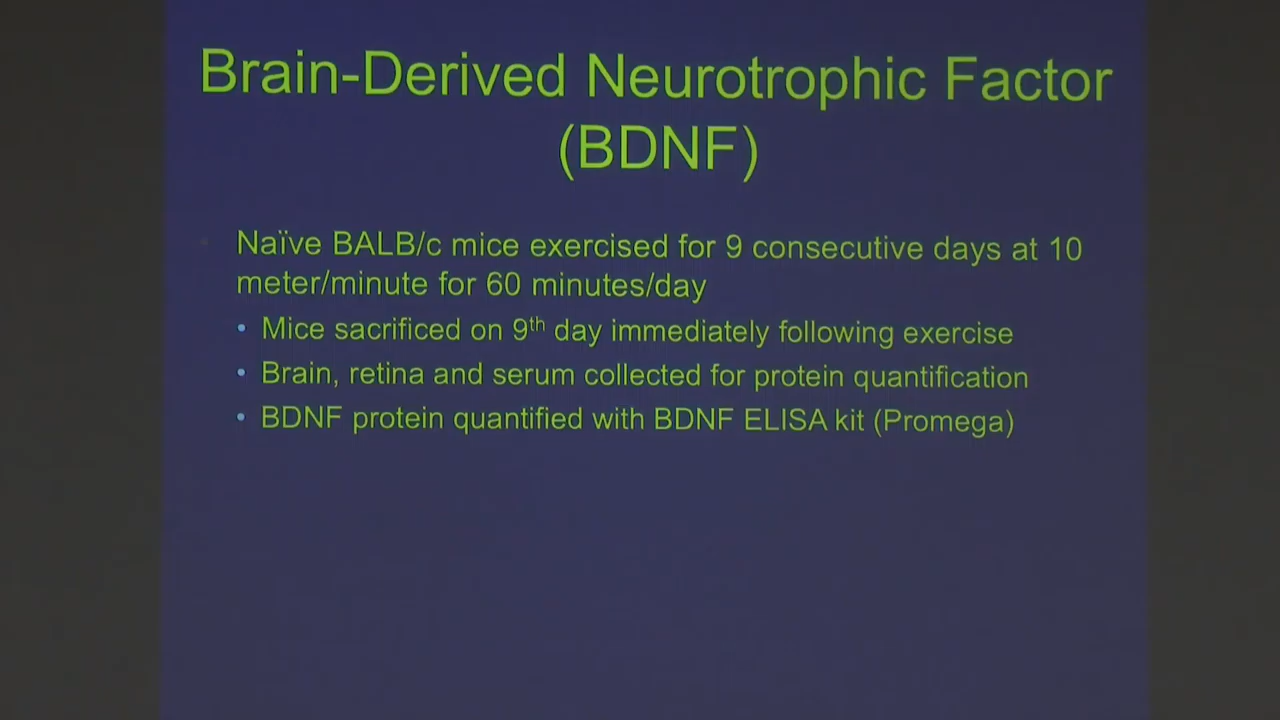 Brain-Derived Neurotrophic Factor
(BDNF)
Naïve BALB/c mice exercised for 9 consecutive days at 10
meter/minute for 60 minutes/day
• Mice sacrificed on 9th day immediately following exercise
• Brain, retina and serum collected for protein quantification
• BDNF protein quantified with BDNF ELISA kit (Promega)